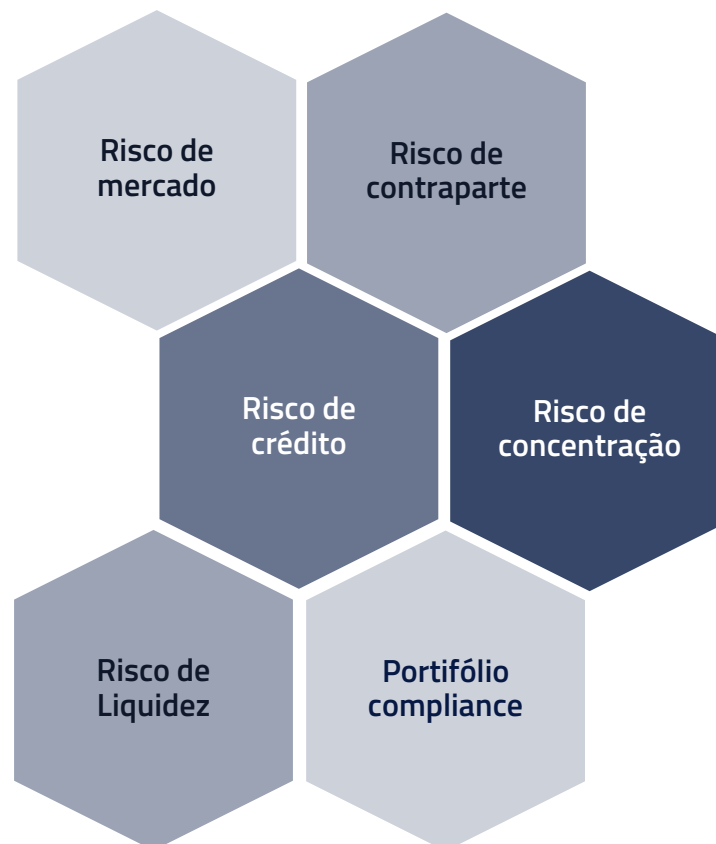 Risco de
mercado
Risco de
contraparte
Risco de
crédito
Risco de
concentração
Risco de
Liquidez
Portifólio
compliance